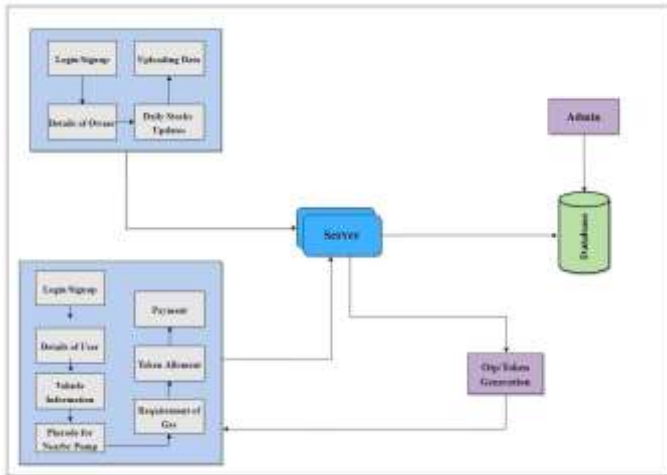 Login/Signup
Uploading Data
Details of Owner
Daily Stocks
Updates
Admin
Server
Database
Login/Signup
Payment
Details of User
Token Allotment
Vehicle
Information
Requirement of
Gas
Pincode for
Nearby Pump
Otp/Token
Generation